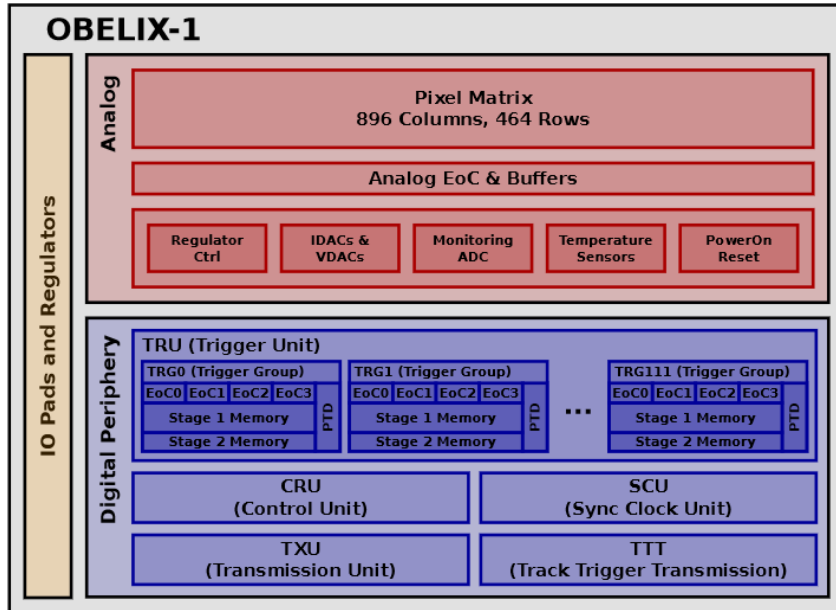 OBELIX-1
IO Pads and Regulators
Analog
Pixel Matrix
896 Columns, 464 Rows
Analog EoC & Buffers
Regulator
Ctrl
IDACs &
VDACs
Monitoring
ADC
Temperature
Sensors
PowerOn
Reset
Digital Periphery
TRU (Trigger Unit)
TRG0 (Trigger Group)
EoC0 EoC1 EoC2 EoC3
PTD
Stage 1 Memory
Stage 2 Memory
TRG1 (Trigger Group)
EoC0 EoC1 EoC2 EoC3
PTD
Stage 1 Memory
Stage 2 Memory
...
TRG111 (Trigger Group)
EoC0 EoC1 EoC2 EoC3
PTD
Stage 1 Memory
Stage 2 Memory
CRU
(Control Unit)
SCU
(Sync Clock Unit)
TXU
(Transmission Unit)
TTT
(Track Trigger Transmission)